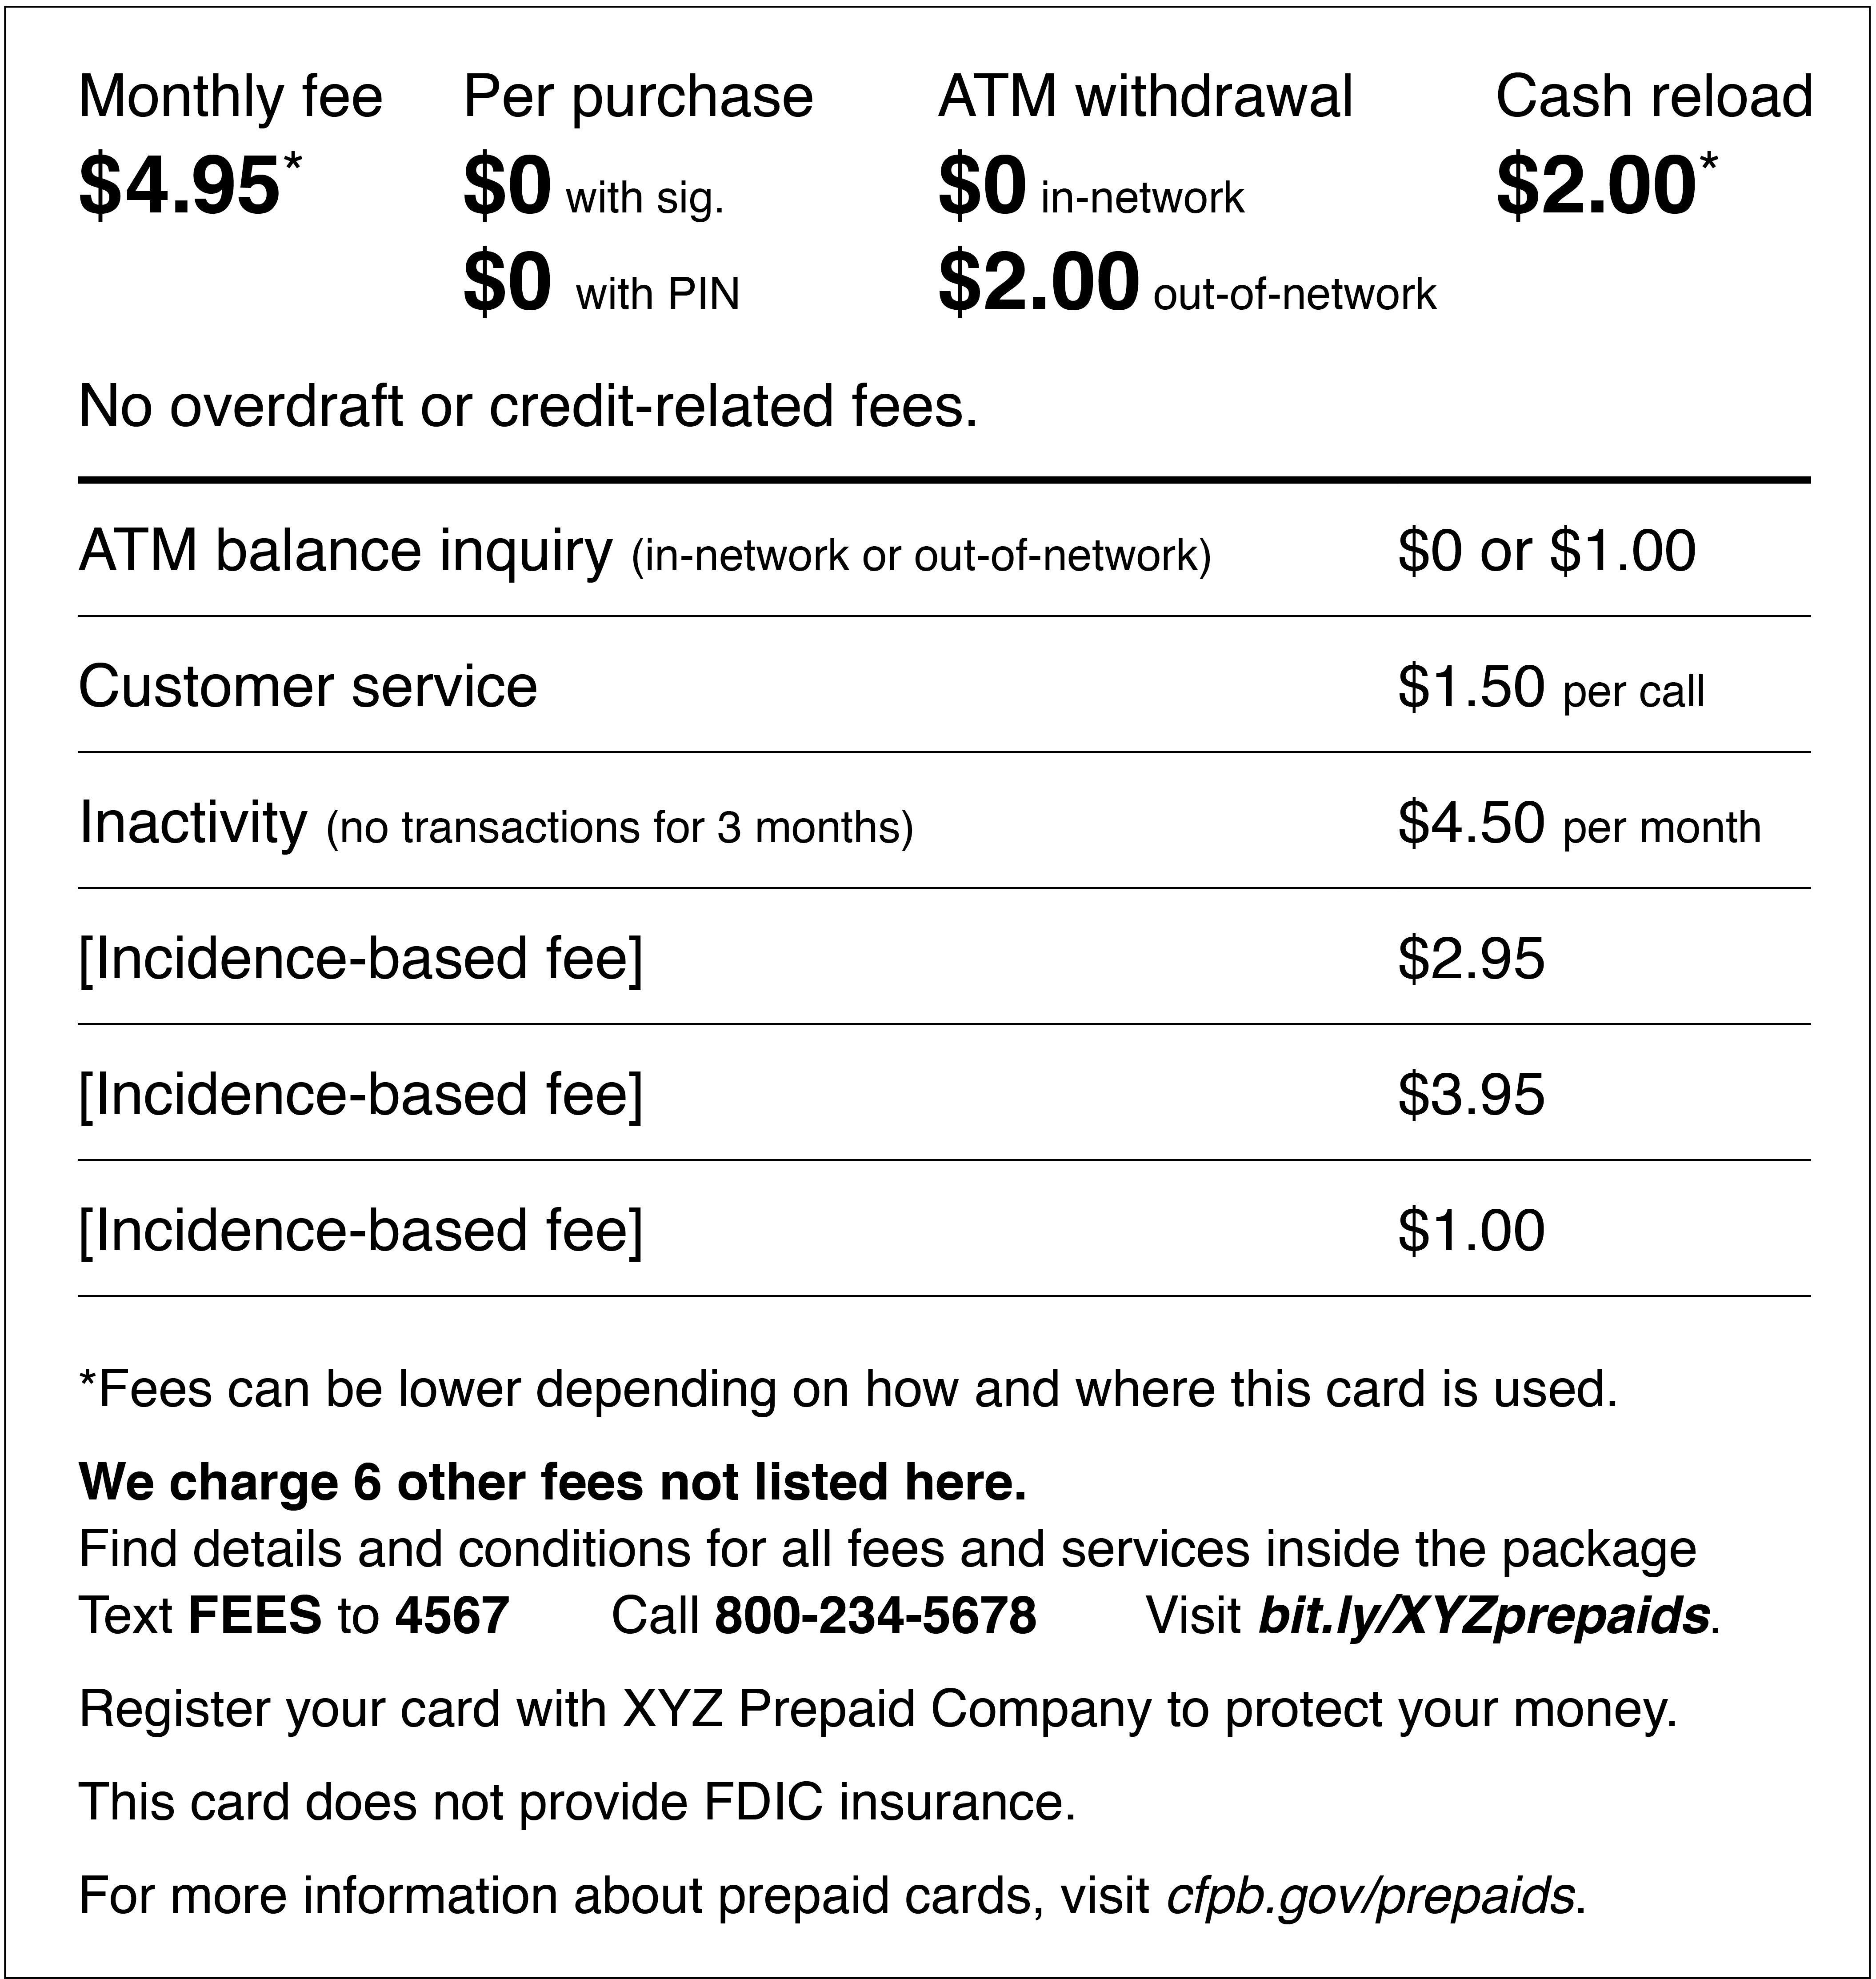 Monthly fee Per purchase ATM withdrawal Cash reload
$4.95* $0 with sig. $0 in-network $2.00*
$0 with PIN $2.00 out-of-network
No overdraft or credit-related fees.
ATM balance inquiry (in-network or out-of-network) $0 or $1.00
Customer service $1.50 per call
Inactivity (no transactions for 3 months) $4.50 per month
[Incidence-based fee] $2.95
[Incidence-based fee] $3.95
[Incidence-based fee] $1.00
*Fees can be lower depending on how and where this card is used.
We charge 6 other fees not listed here.
Find details and conditions for all fees and services inside the package
Text FEES to 4567 Call 800-234-5678 Visit bit.ly/XYZprepaids.
Register your card with XYZ Prepaid Company to protect your money.
This card does not provide FDIC insurance.
For more information about prepaid cards, visit cfpb.gov/prepaids.